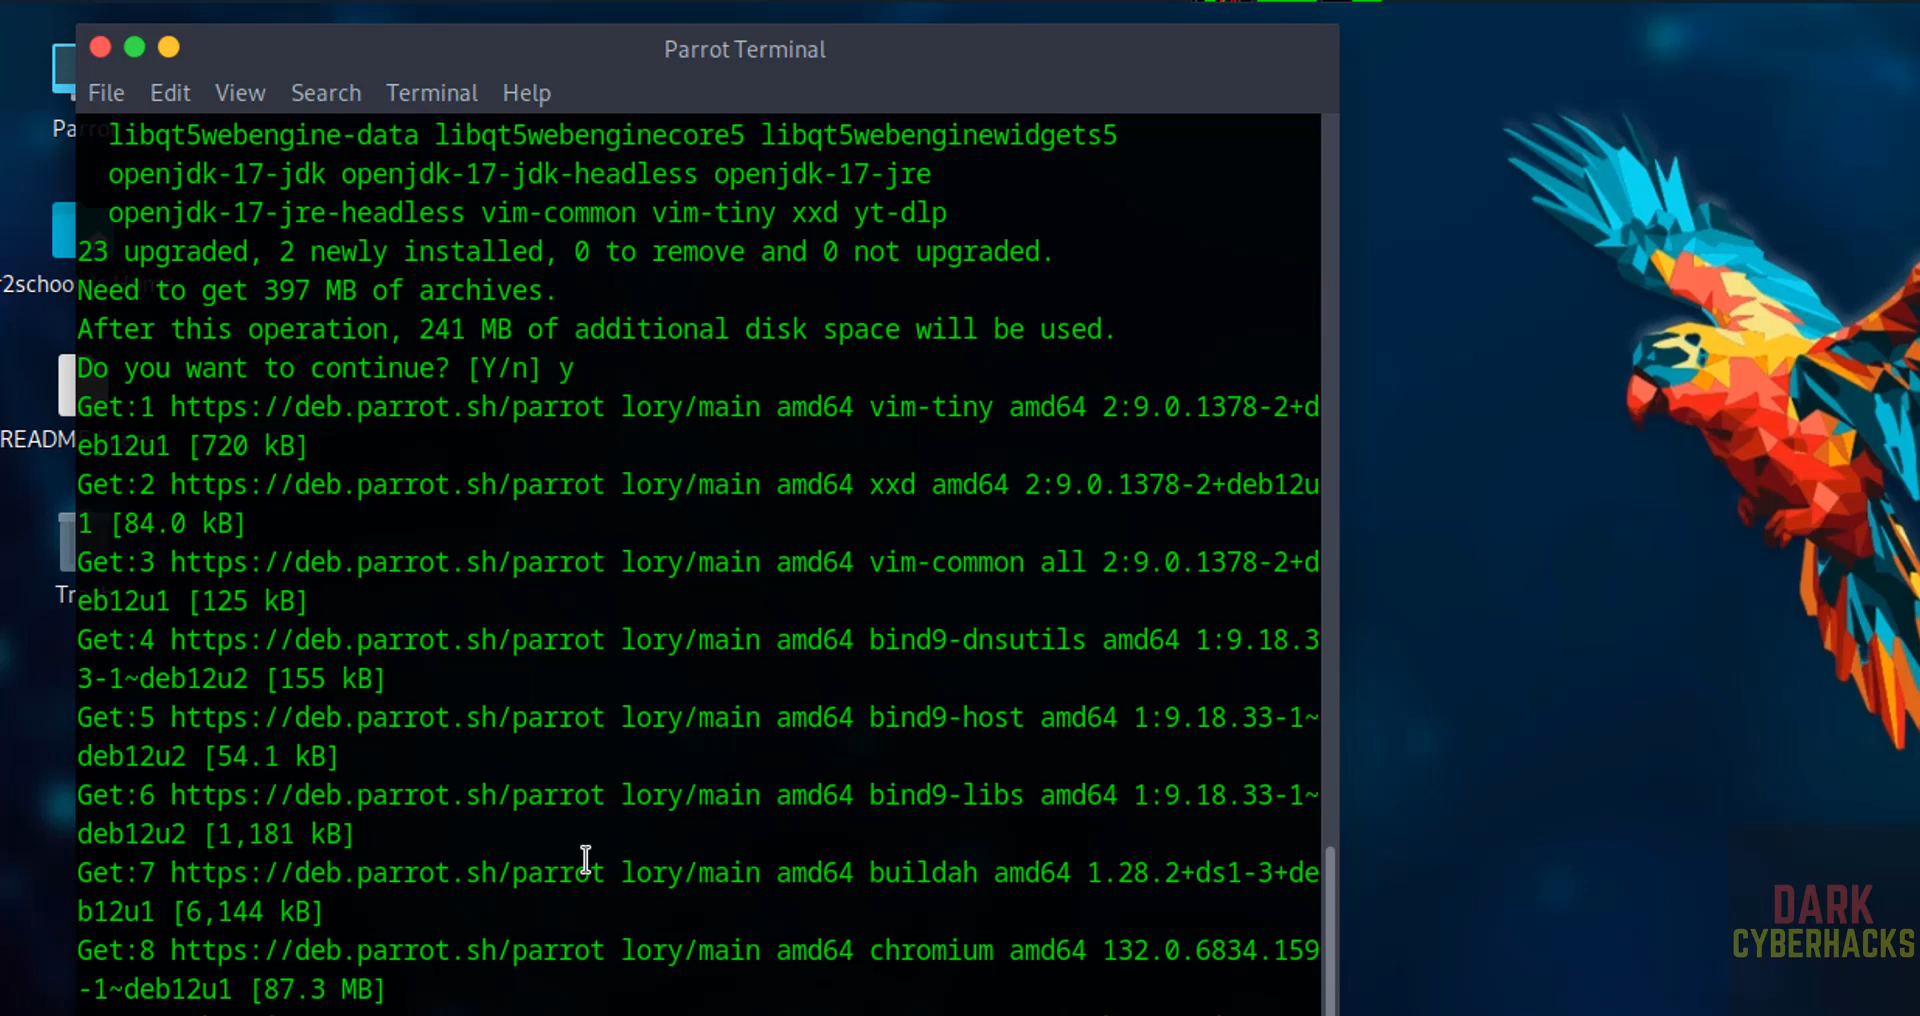 Parrot Terminal
File Edit View Search Terminal Help
libqt5webengine-data libqt5webenginecore5 libqt5webenginewidgets5
openjdk-17-jdk openjdk-17-jdk-headless openjdk-17-jre
openjdk-17-jre-headless vim-common vim-tiny xxd yt-dlp
23 upgraded, 2 newly installed, 0 to remove and 0 not upgraded.
Need to get 397 MB of archives.
After this operation, 241 MB of additional disk space will be used.
Do you want to continue? [Y/n] y
Get:1 https://deb.parrot.sh/parrot lory/main amd64 vim-tiny amd64 2:9.0.1378-2+d
eb12u1 [720 kB]
Get:2 https://deb.parrot.sh/parrot lory/main amd64 xxd amd64 2:9.0.1378-2+deb12u
1 [84.0 kB]
Get:3 https://deb.parrot.sh/parrot lory/main amd64 vim-common all 2:9.0.1378-2+d
eb12u1 [125 kB]
Get:4 https://deb.parrot.sh/parrot lory/main amd64 bind9-dnsutils amd64 1:9.18.3
3-1~deb12u2 [155 kB]
Get:5 https://deb.parrot.sh/parrot lory/main amd64 bind9-host amd64 1:9.18.33-1~
deb12u2 [54.1 kB]
Get:6 https://deb.parrot.sh/parrot lory/main amd64 bind9-libs amd64 1:9.18.33-1~
deb12u2 [1,181 kB]
Get:7 https://deb.parrot.sh/parrot lory/main amd64 buildah amd64 1.28.2+ds1-3+de
b12u1 [6,144 kB]
Get:8 https://deb.parrot.sh/parrot lory/main amd64 chromium amd64 132.0.6834.159
-1~deb12u1 [87.3 MB]
README
DARK
CYBERHACKS